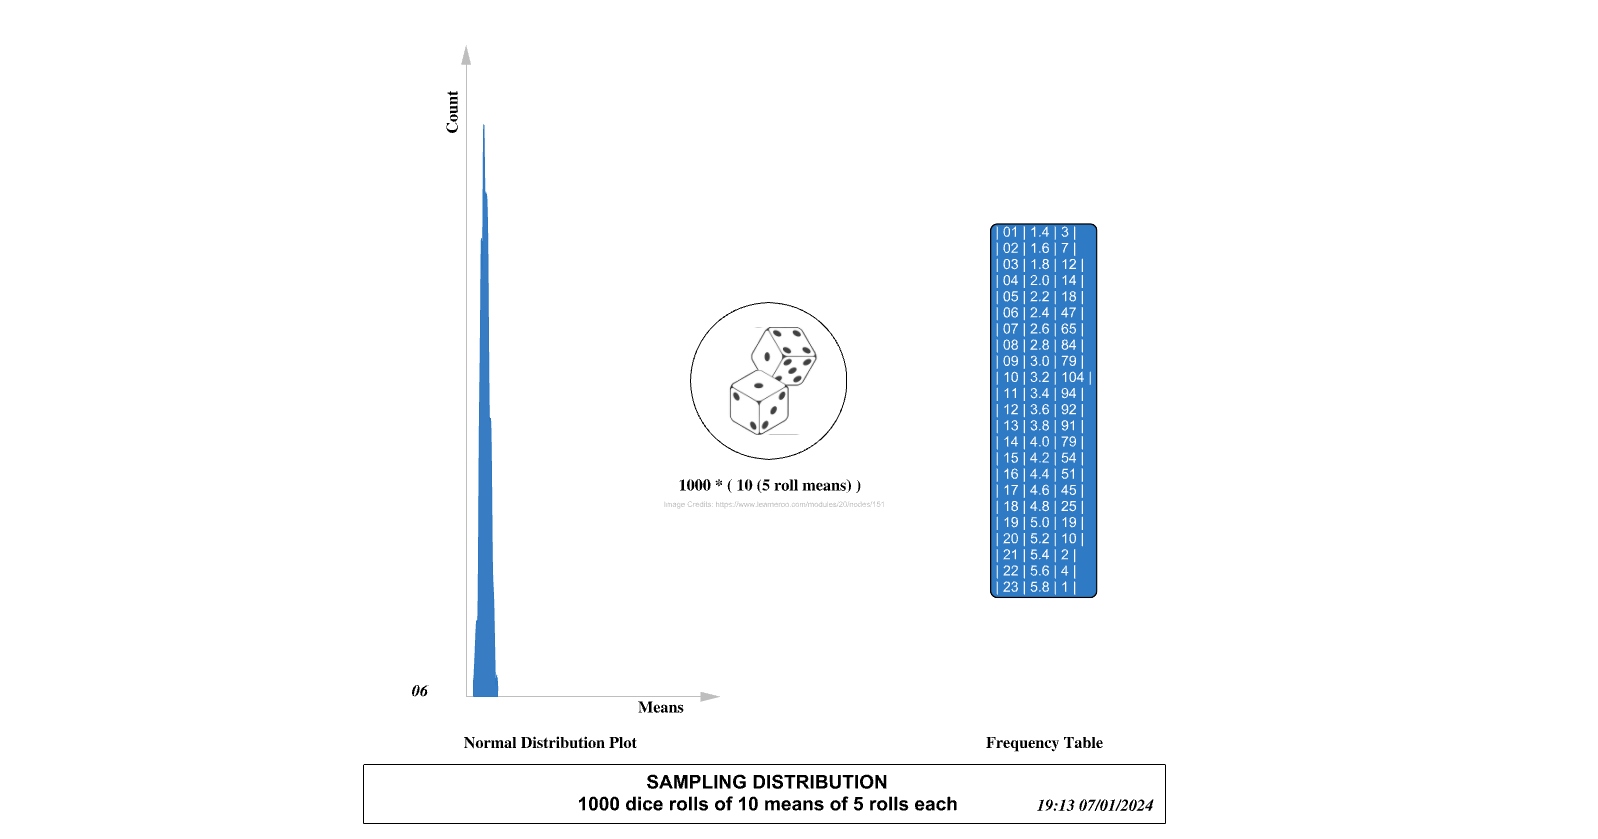 Count
| 01 | 1.4 | 3 |
| 02 | 1.6 | 7 |
| 03 | 1.8 | 12 |
| 04 | 2.0 | 14 |
| 05 | 2.2 | 18 |
| 06 | 2.4 | 47 |
| 07 | 2.6 | 65 |
| 08 | 2.8 | 84 |
| 09 | 3.0 | 79 |
| 10 | 3.2 | 104 |
| 11 | 3.4 | 94 |
| 12 | 3.6 | 92 |
| 13 | 3.8 | 91 |
| 14 | 4.0 | 79 |
| 15 | 4.2 | 54 |
| 16 | 4.4 | 51 |
| 17 | 4.6 | 45 |
| 18 | 4.8 | 25 |
| 19 | 5.0 | 19 |
| 20 | 5.2 | 10 |
| 21 | 5.4 | 2 |
| 22 | 5.6 | 4 |
| 23 | 5.8 | 1 |
1000 * ( 10 (5 roll means) )
Image Credits: https://www.learneroo.com/modules/20/nodes/151
06
Means
Normal Distribution Plot
Frequency Table
SAMPLING DISTRIBUTION
1000 dice rolls of 10 means of 5 rolls each
19:13 07/01/2024